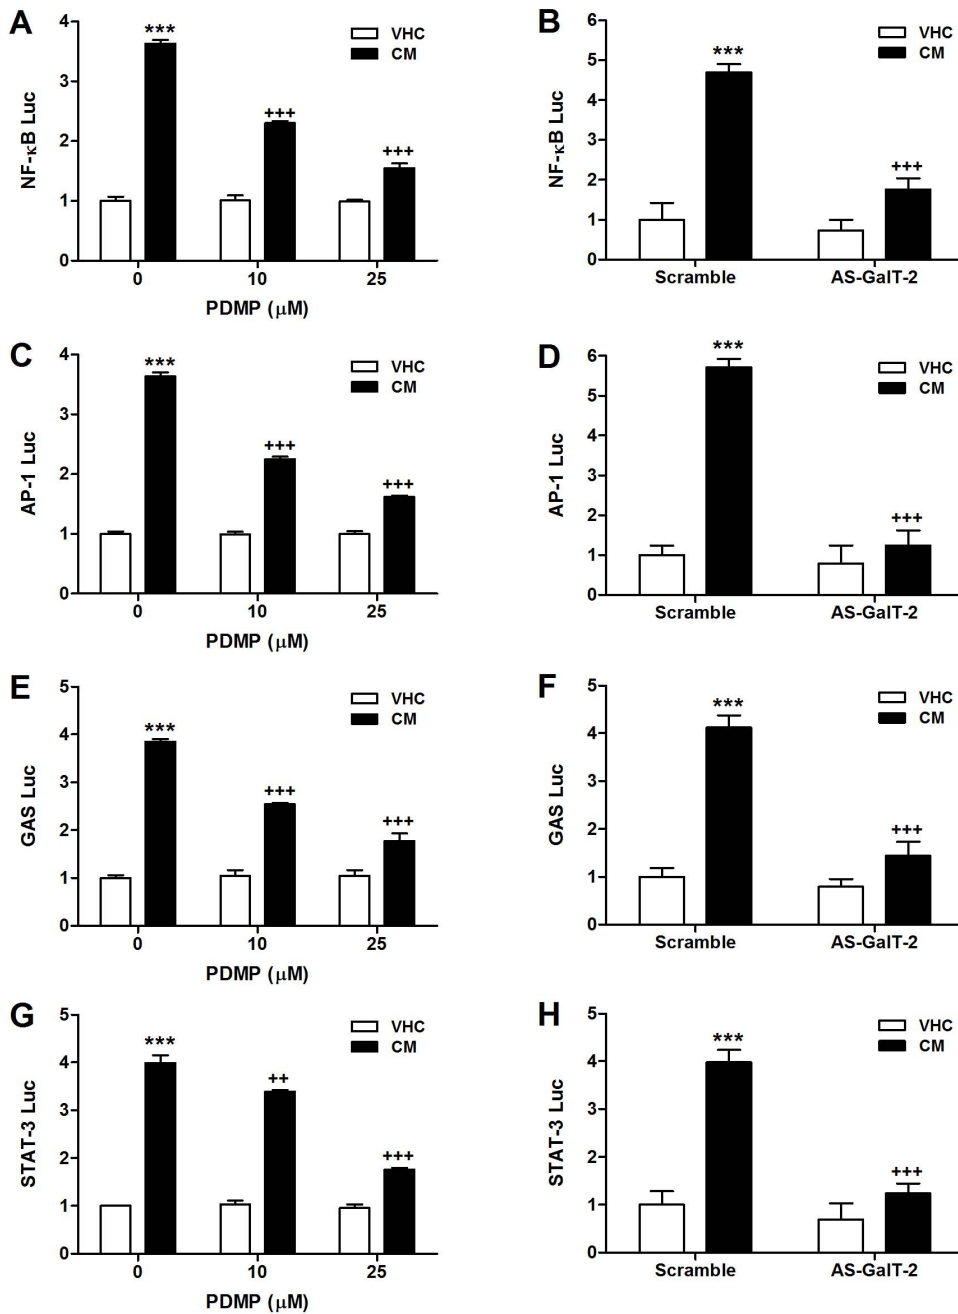 A
NF-κB Luc
4
3
2
1
0
***
+++
+++
VHC
CM
0 10 25
PDMP (μM)
B
NF-κB Luc
6
5
4
3
2
1
0
***
+++
VHC
CM
Scramble AS-GalT-2
C
AP-1 Luc
4
3
2
1
0
***
+++
+++
VHC
CM
0 10 25
PDMP (μM)
D
AP-1 Luc
6
5
4
3
2
1
0
***
+++
VHC
CM
Scramble AS-GalT-2
E
GAS Luc
5
4
3
2
1
0
***
+++
+++
VHC
CM
0 10 25
PDMP (μM)
F
GAS Luc
5
4
3
2
1
0
***
+++
VHC
CM
Scramble AS-GalT-2
G
STAT-3 Luc
5
4
3
2
1
0
***
++
+++
VHC
CM
0 10 25
PDMP (μM)
H
STAT-3 Luc
5
4
3
2
1
0
***
+++
VHC
CM
Scramble AS-GalT-2